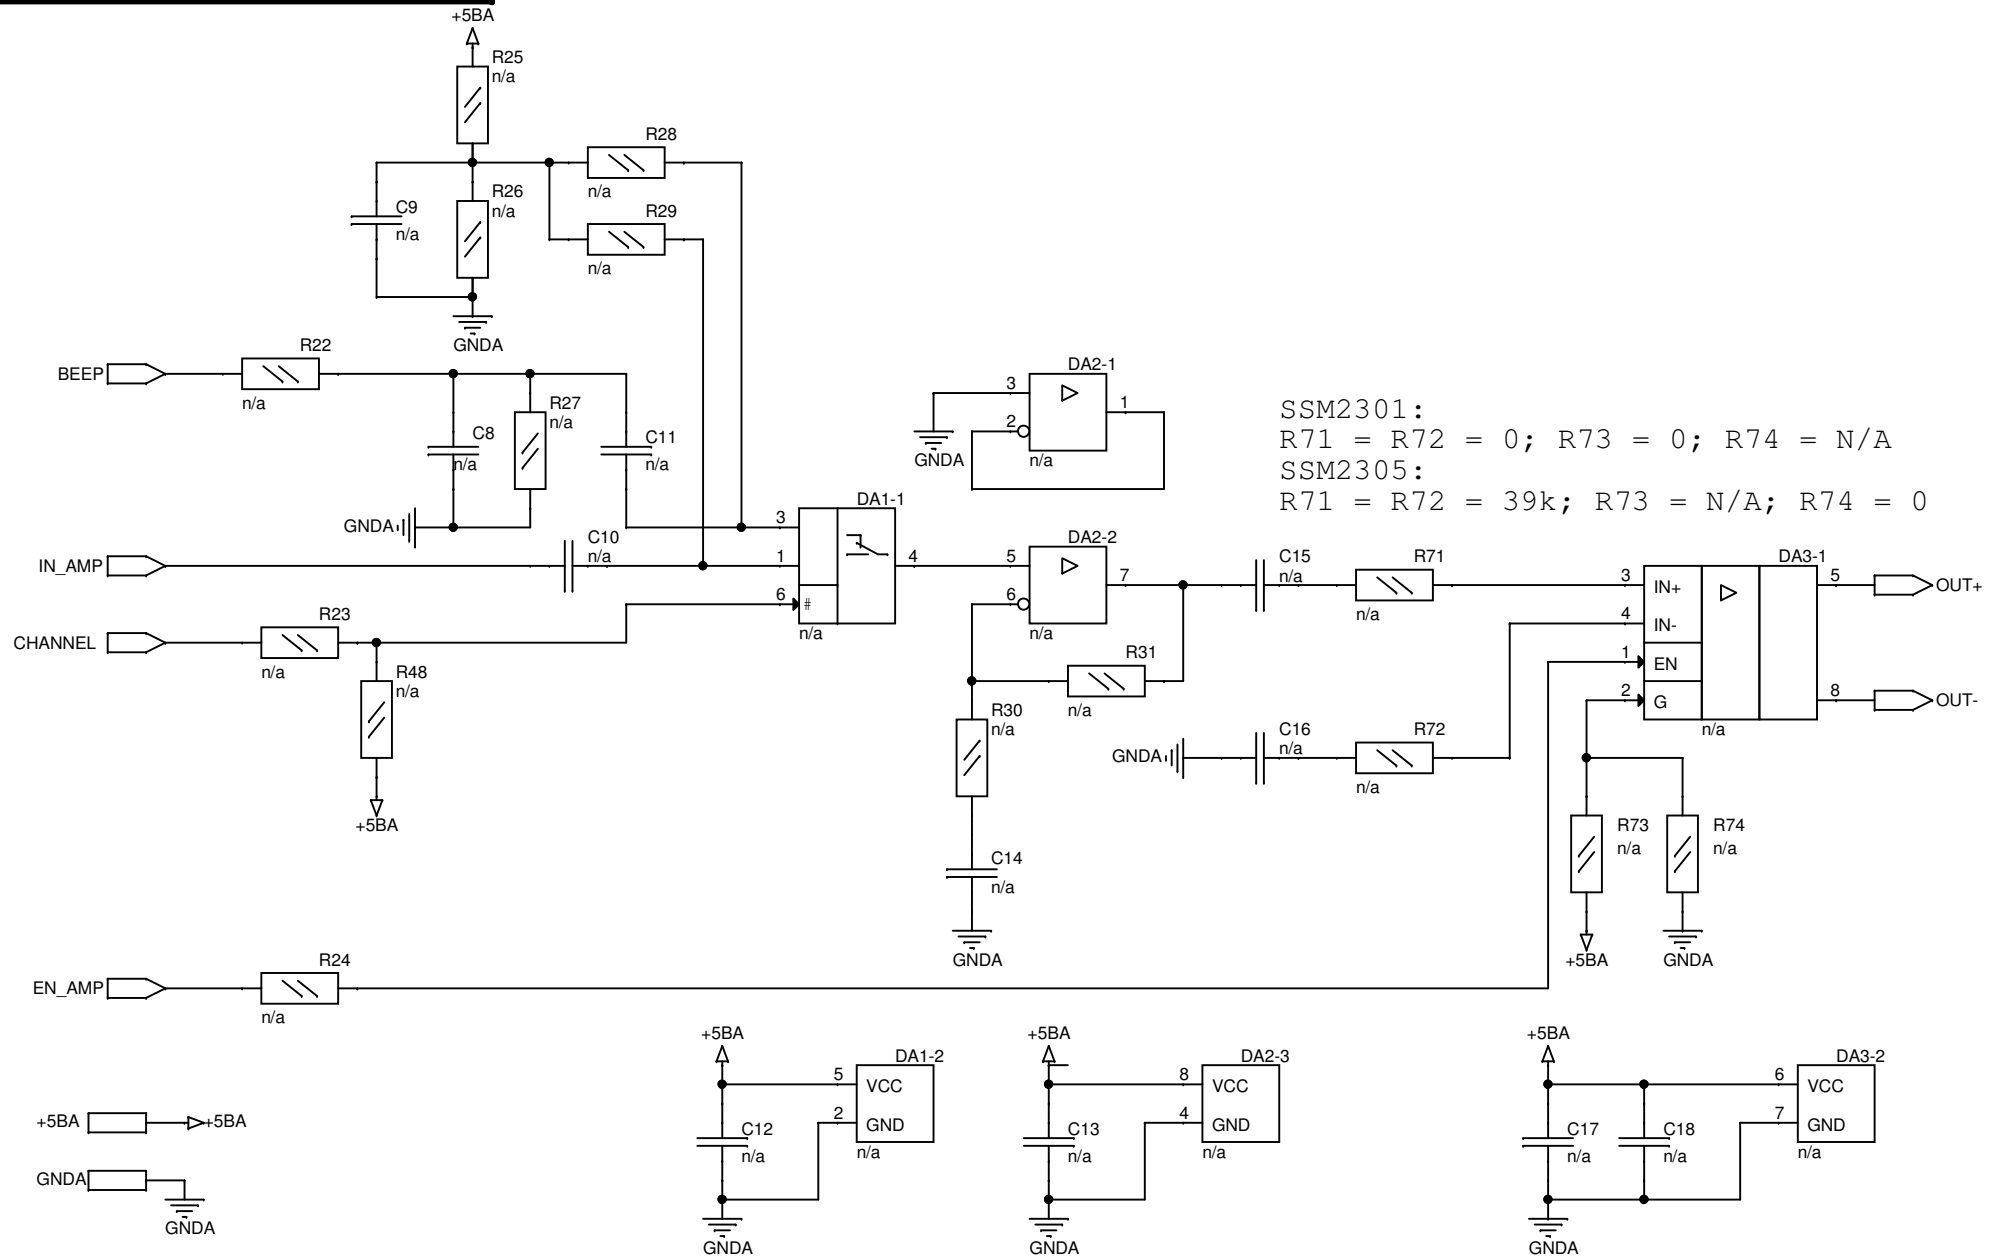 +5BA
R25
n/a
R28
n/a
R26
n/a
C9
n/a
R29
n/a
GNDA
BEEP
R22
n/a
R27
n/a
C8
n/a
C11
n/a
GNDA
DA2-1
3
1
2
n/a
GNDA
SSM2301:
R71 = R72 = 0; R73 = 0; R74 = N/A
SSM2305:
R71 = R72 = 39k; R73 = N/A; R74 = 0
IN_AMP
C10
n/a
DA1-1
3
1
4
6
#
n/a
CHANNEL
R23
n/a
R48
n/a
+5BA
DA2-2
5
7
6
n/a
R31
n/a
R30
n/a
C14
n/a
GNDA
C15
n/a
R71
n/a
GNDA
C16
n/a
R72
n/a
DA3-1
3
IN+
4
IN-
1
EN
2
G
5
OUT+
8
OUT-
n/a
R73
n/a
R74
n/a
+5BA
GNDA
EN_AMP
R24
n/a
+5BA
+5BA
GNDA
GNDA
+5BA
DA1-2
5
VCC
2
GND
C12
n/a
n/a
GNDA
+5BA
DA2-3
8
VCC
4
GND
C13
n/a
n/a
GNDA
+5BA
DA3-2
6
VCC
7
GND
C17
n/a
C18
n/a
n/a
GNDA